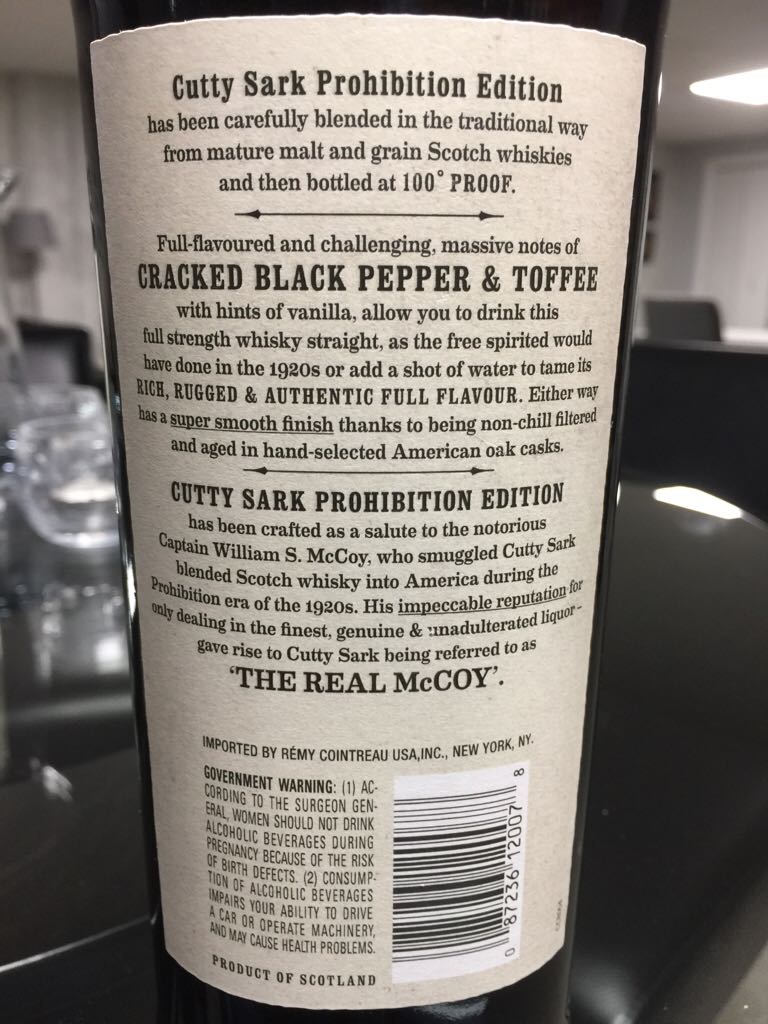 Cutty Sark Prohibition Edition
has been carefully blended in the traditional way
from mature malt and grain Scotch whiskies
and then bottled at 100° PROOF.
Full-flavoured and challenging, massive notes of
CRACKED BLACK PEPPER & TOFFEE
with hints of vanilla, allow you to drink this
full strength whisky straight, as the free spirited would
have done in the 1920s or add a shot of water to tame its
RICH, RUGGED & AUTHENTIC FULL FLAVOUR. Either way
has a super smooth finish thanks to being non-chill filtered
and aged in hand-selected American oak casks.
CUTTY SARK PROHIBITION EDITION
has been crafted as a salute to the notorious
Captain William S. McCoy, who smuggled Cutty Sark
blended Scotch whisky into America during the
Prohibition era of the 1920s. His impeccable reputation for
only dealing in the finest, genuine & unadulterated liquor -
gave rise to Cutty Sark being referred to as
'THE REAL McCOY'.
IMPORTED BY RÉMY COINTREAU USA,INC., NEW YORK, NY.
GOVERNMENT WARNING: (1) AC-
CORDING TO THE SURGEON GEN-
ERAL, WOMEN SHOULD NOT DRINK
ALCOHOLIC BEVERAGES DURING
PREGNANCY BECAUSE OF THE RISK
OF BIRTH DEFECTS. (2) CONSUMP-
TION OF ALCOHOLIC BEVERAGES
IMPAIRS YOUR ABILITY TO DRIVE
A CAR OR OPERATE MACHINERY,
AND MAY CAUSE HEALTH PROBLEMS.
PRODUCT OF SCOTLAND
0 87236 12007 8